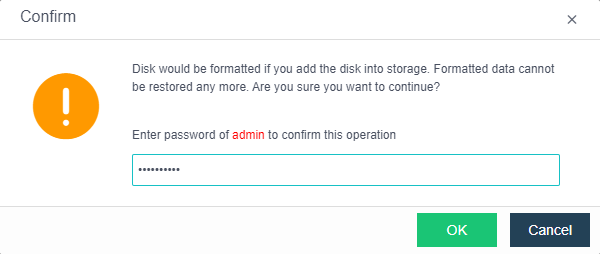 Confirm
×
Disk would be formatted if you add the disk into storage. Formatted data cannot
be restored any more. Are you sure you want to continue?
Enter password of admin to confirm this operation
••••••••••
OK
Cancel